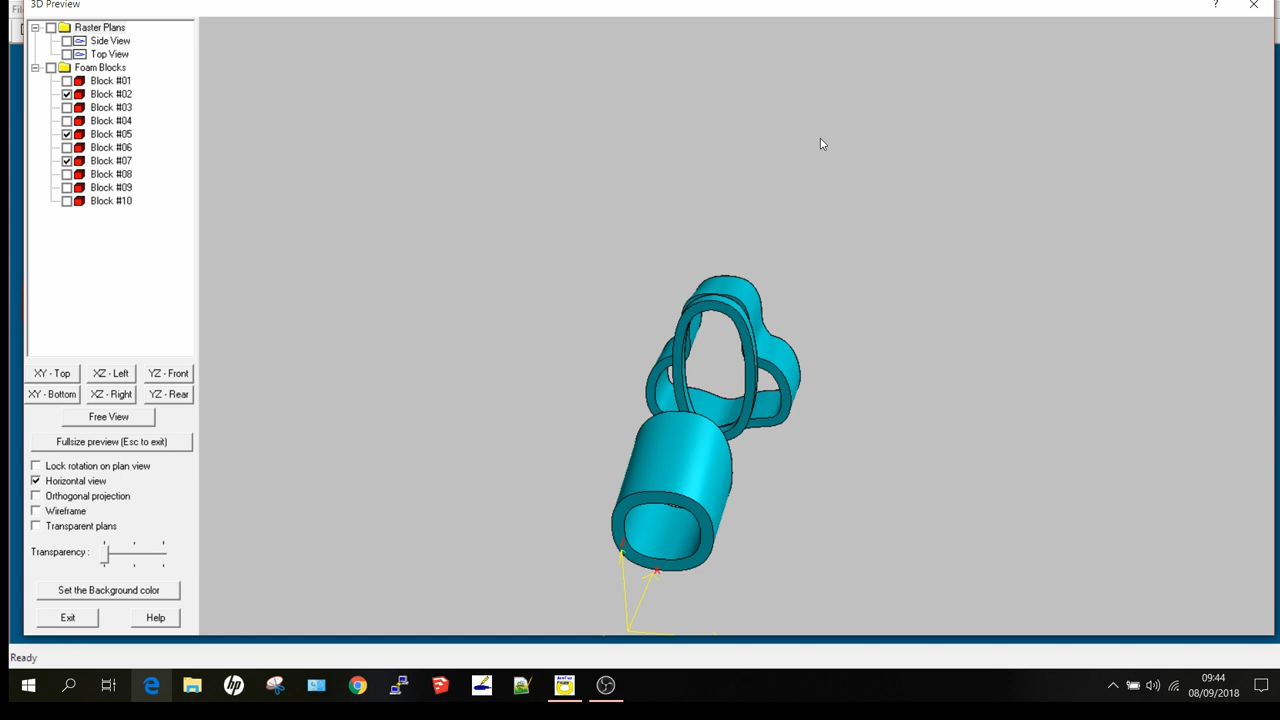 3D Preview
?
Raster Plans
Side View
Top View
Foam Blocks
Block #01
Block #02
Block #03
Block #04
Block #05
Block #06
Block #07
Block #08
Block #09
Block #10
XY - Top
XZ - Left
YZ - Front
XY - Bottom
XZ - Right
YZ - Rear
Free View
Fullsize preview (Esc to exit)
Lock rotation on plan view
Horizontal view
Orthogonal projection
Wireframe
Transparent plans
Transparency :
Set the Background color
Exit
Help
Ready
hp
09:44
08/09/2018